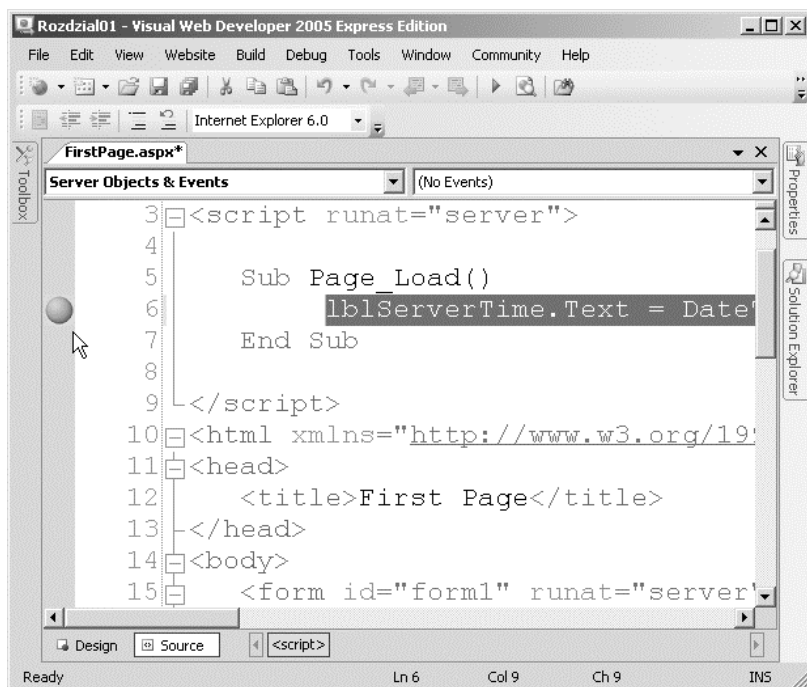 Rozdzial01 - Visual Web Developer 2005 Express Edition
File Edit View Website Build Debug Tools Window Community Help
Internet Explorer 6.0
Toolbox
FirstPage.aspx*
Server Objects & Events (No Events)
Properties
Solution Explorer
3 <script runat="server">
4
5 Sub Page_Load()
6 lblServerTime.Text = Date
7 End Sub
8
9 </script>
10 <html xmlns="http://www.w3.org/19
11 <head>
12 <title>First Page</title>
13 </head>
14 <body>
15 <form id="form1" runat="server"
Design Source <script>
Ready Ln 6 Col 9 Ch 9 INS